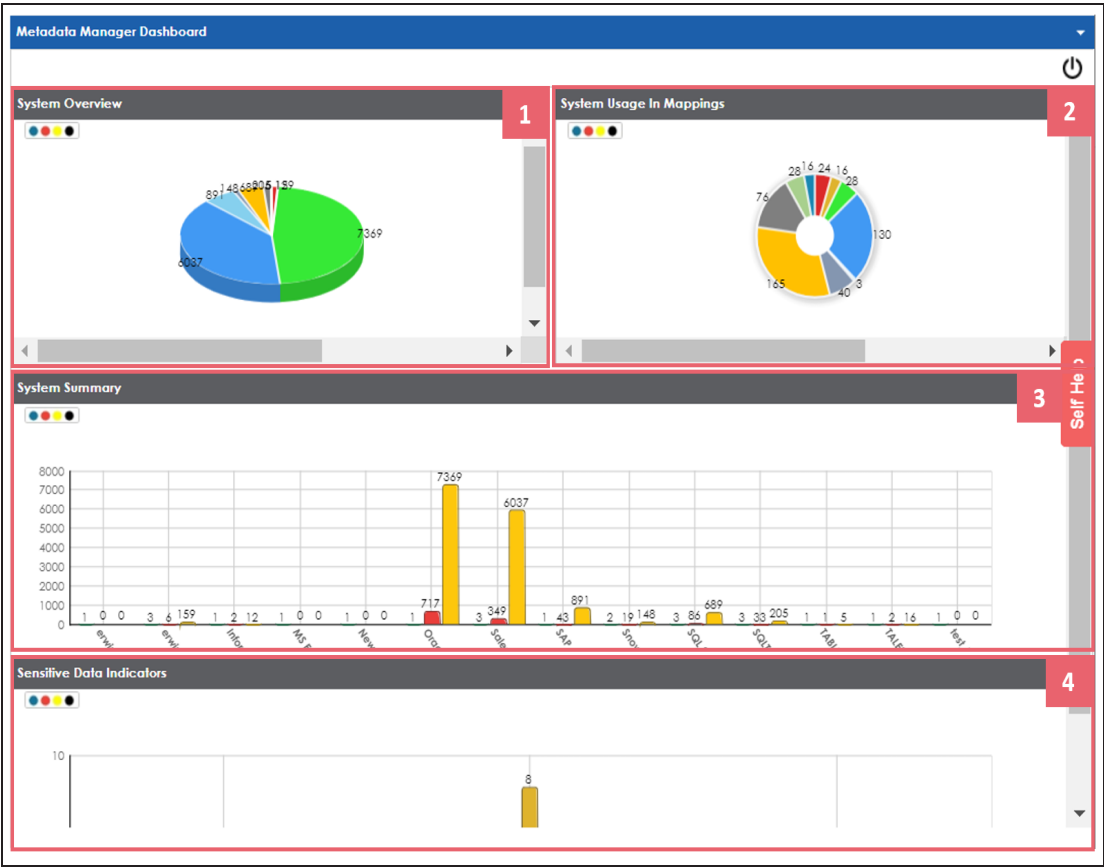 Metadata Manager Dashboard
System Overview
1
System Usage In Mappings
2
891
148
7369
6037
16
24
16
28
28
76
130
165
40
3
Self Help
System Summary
3
8000
7000
6000
5000
4000
3000
2000
1000
0
1 0 0
3 6 159
1 2 12
1 0 0
1 0 0
1 717 7369
3 349 6037
1 43 891
2 19 148
3 86 689
3 33 205
1 1 5
1 2 16
1 0 0
erwi
erwi
Infor
MS E
New
Orac
Sale
SAP
Snov
SQL
SQLT
TABL
TALE
test
Sensitive Data Indicators
4
10
8